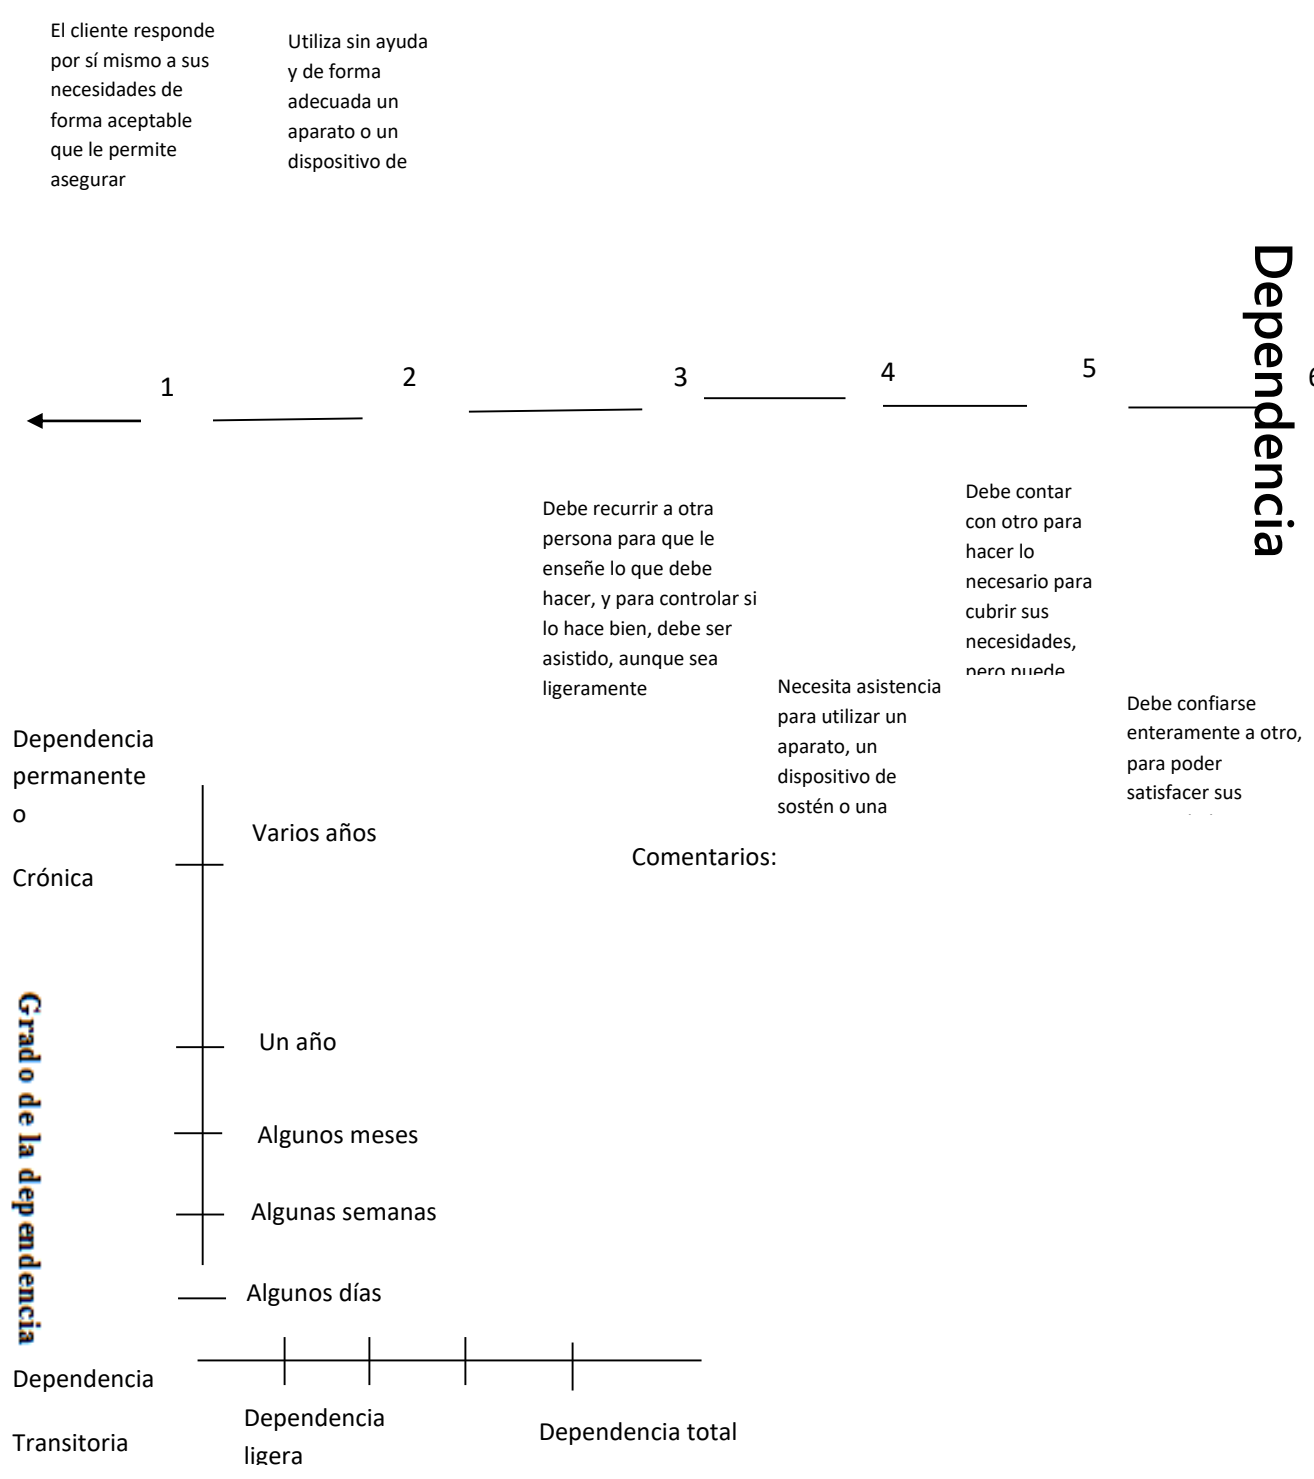 El cliente responde
por sí mismo a sus
necesidades de
forma aceptable
que le permite
asegurar
Utiliza sin ayuda
y de forma
adecuada un
aparato o un
dispositivo de
Dependencia
1
2
3
4
5
6
Debe recurrir a otra
persona para que le
enseñe lo que debe
hacer, y para controlar si
lo hace bien, debe ser
asistido, aunque sea
ligeramente
Necesita asistencia
para utilizar un
aparato, un
dispositivo de
sostén o una
Debe contar
con otro para
hacer lo
necesario para
cubrir sus
necesidades,
pero puede
Debe confiarse
enteramente a otro,
para poder
satisfacer sus
Dependencia
permanente
o
Crónica
Varios años
Comentarios:
Grado de la dependencia
Un año
Algunos meses
Algunas semanas
Algunos días
Dependencia
Transitoria
Dependencia
ligera
Dependencia total